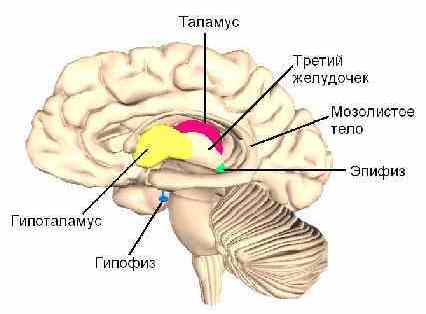 Таламус
Третий
желудочек
Мозолистое
тело
Эпифиз
Гипоталамус
Гипофиз